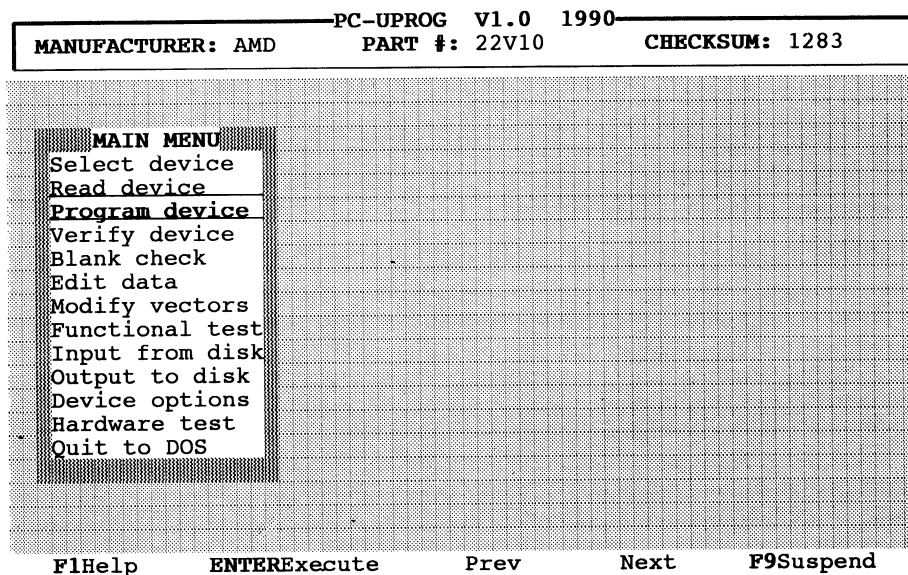 PC-UPROG V1.0 1990
MANUFACTURER: AMD PART #: 22V10 CHECKSUM: 1283
MAIN MENU
Select device
Read device
Program device
Verify device
Blank check
Edit data
Modify vectors
Functional test
Input from disk
Output to disk
Device options
Hardware test
Quit to DOS
F1Help ENTERExecute Prev Next F9Suspend